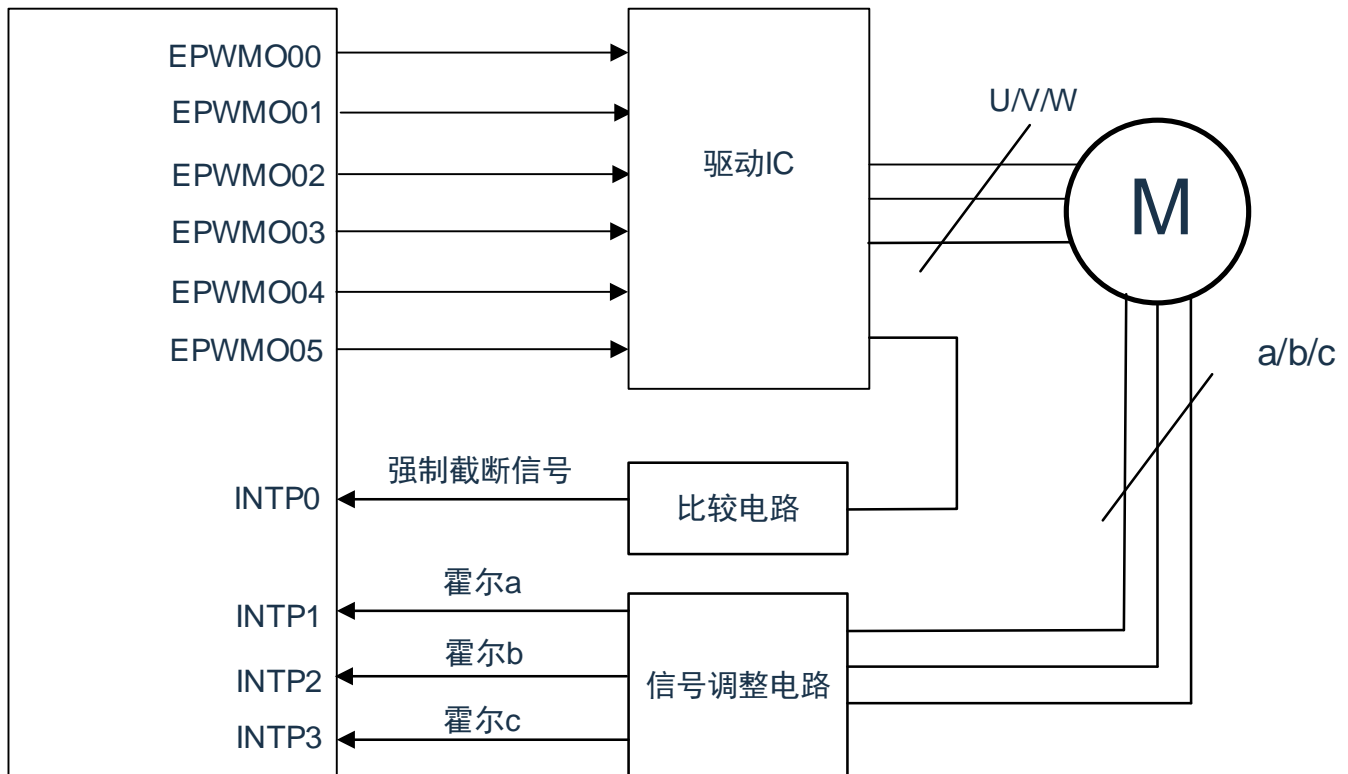 EPWMO00
EPWMO01
EPWMO02
EPWMO03
EPWMO04
EPWMO05
驱动IC
U/V/W
M
a/b/c
强制截断信号
INTP0
比较电路
霍尔a
INTP1
霍尔b
INTP2
信号调整电路
霍尔c
INTP3